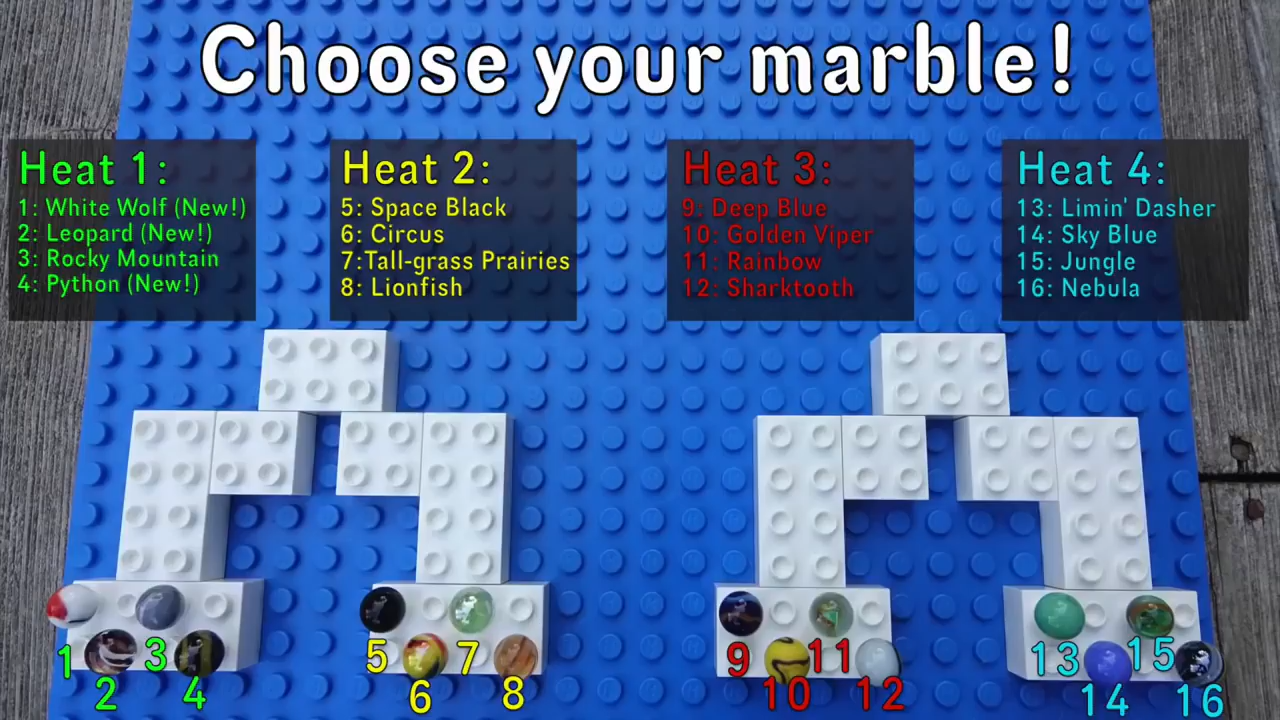 Choose your marble!
Heat 1:
1: White Wolf (New!)
2: Leopard (New!)
3: Rocky Mountain
4: Python (New!)
Heat 2:
5: Space Black
6: Circus
7:Tall-grass Prairies
8: Lionfish
Heat 3:
9: Deep Blue
10: Golden Viper
11: Rainbow
12: Sharktooth
Heat 4:
13: Limin' Dasher
14: Sky Blue
15: Jungle
16: Nebula
1
2
3
4
5
6
7
8
9
10
11
12
13
14
15
16